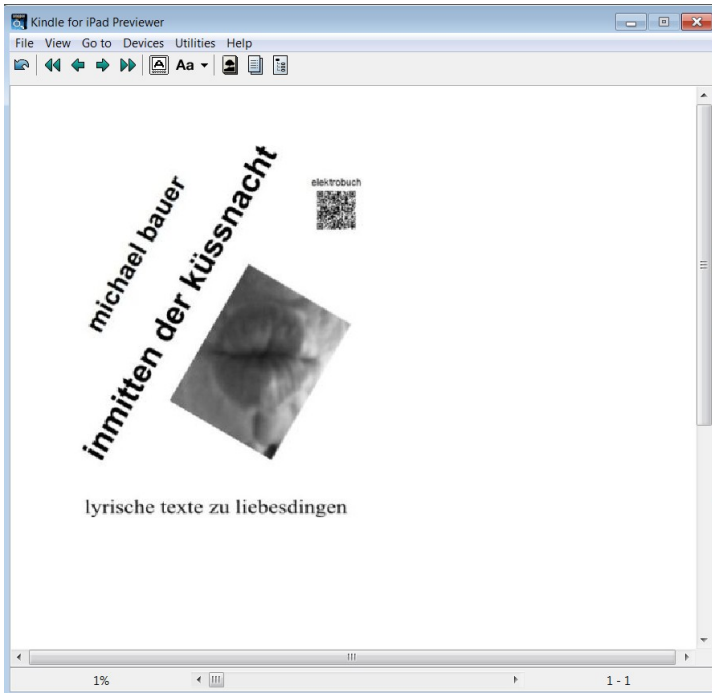 Kindle for iPad Previewer
File View Go to Devices Utilities Help
A Aa
michael bauer
inmitten der küssnacht
elektrobuch
lyrische texte zu liebesdingen
1%
1 - 1